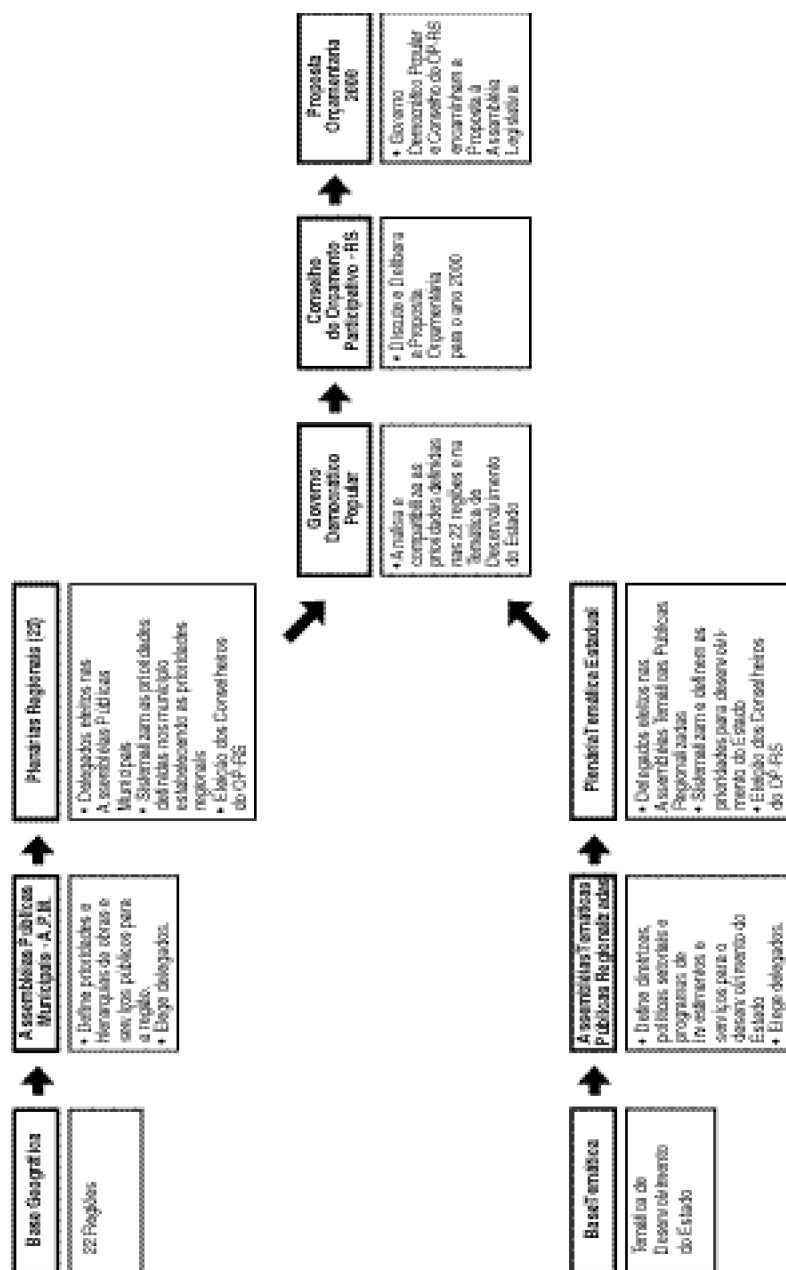 Base Geográfica
22 Regiões
Assembléias Públicas
Municipais - A.P.M.
• Define prioridades e
hierarquias de obras e
serviços públicos para
a região.
• Elege delegados.
Plenárias Regionais (22)
• Delegados eleitos nas
Assembléias Públicas
Municipais
• Sistematizam as prioridades
definidas nos município
estabelecendo as prioridades
regionais
• Eleição dos Conselheiros
do OP-RS
Base Temática
Temática de
Desenvolvimento
do Estado
Assembléias Temáticas
Públicas Regionalizadas
• Define diretrizes,
políticas setoriais e
programas de
investimentos e
serviços para o
desenvolvimento do
Estado
• Elege delegados.
Plenária Temática Estadual
• Delegados eleitos nas
Assembléias Temáticas Públicas
Regionalizadas
• Sistematizam e definem as
prioridades para desenvolvi-
mento do Estado
• Eleição dos Conselheiros
do OP-RS
Governo
Democrático
Popular
• Analisa e
compatibiliza as
prioridades definidas
nas 22 regiões e na
Temática de
Desenvolvimento
do Estado
Conselho
do Orçamento
Participativo - RS
• Discute e Delibera
a Proposta
Orçamentária
para o ano 2000
Proposta
Orçamentaria
2000
• Governo
Democrático Popular
e Conselho do OP-RS
encaminham a
Proposta à
Assembléia
Legislativa